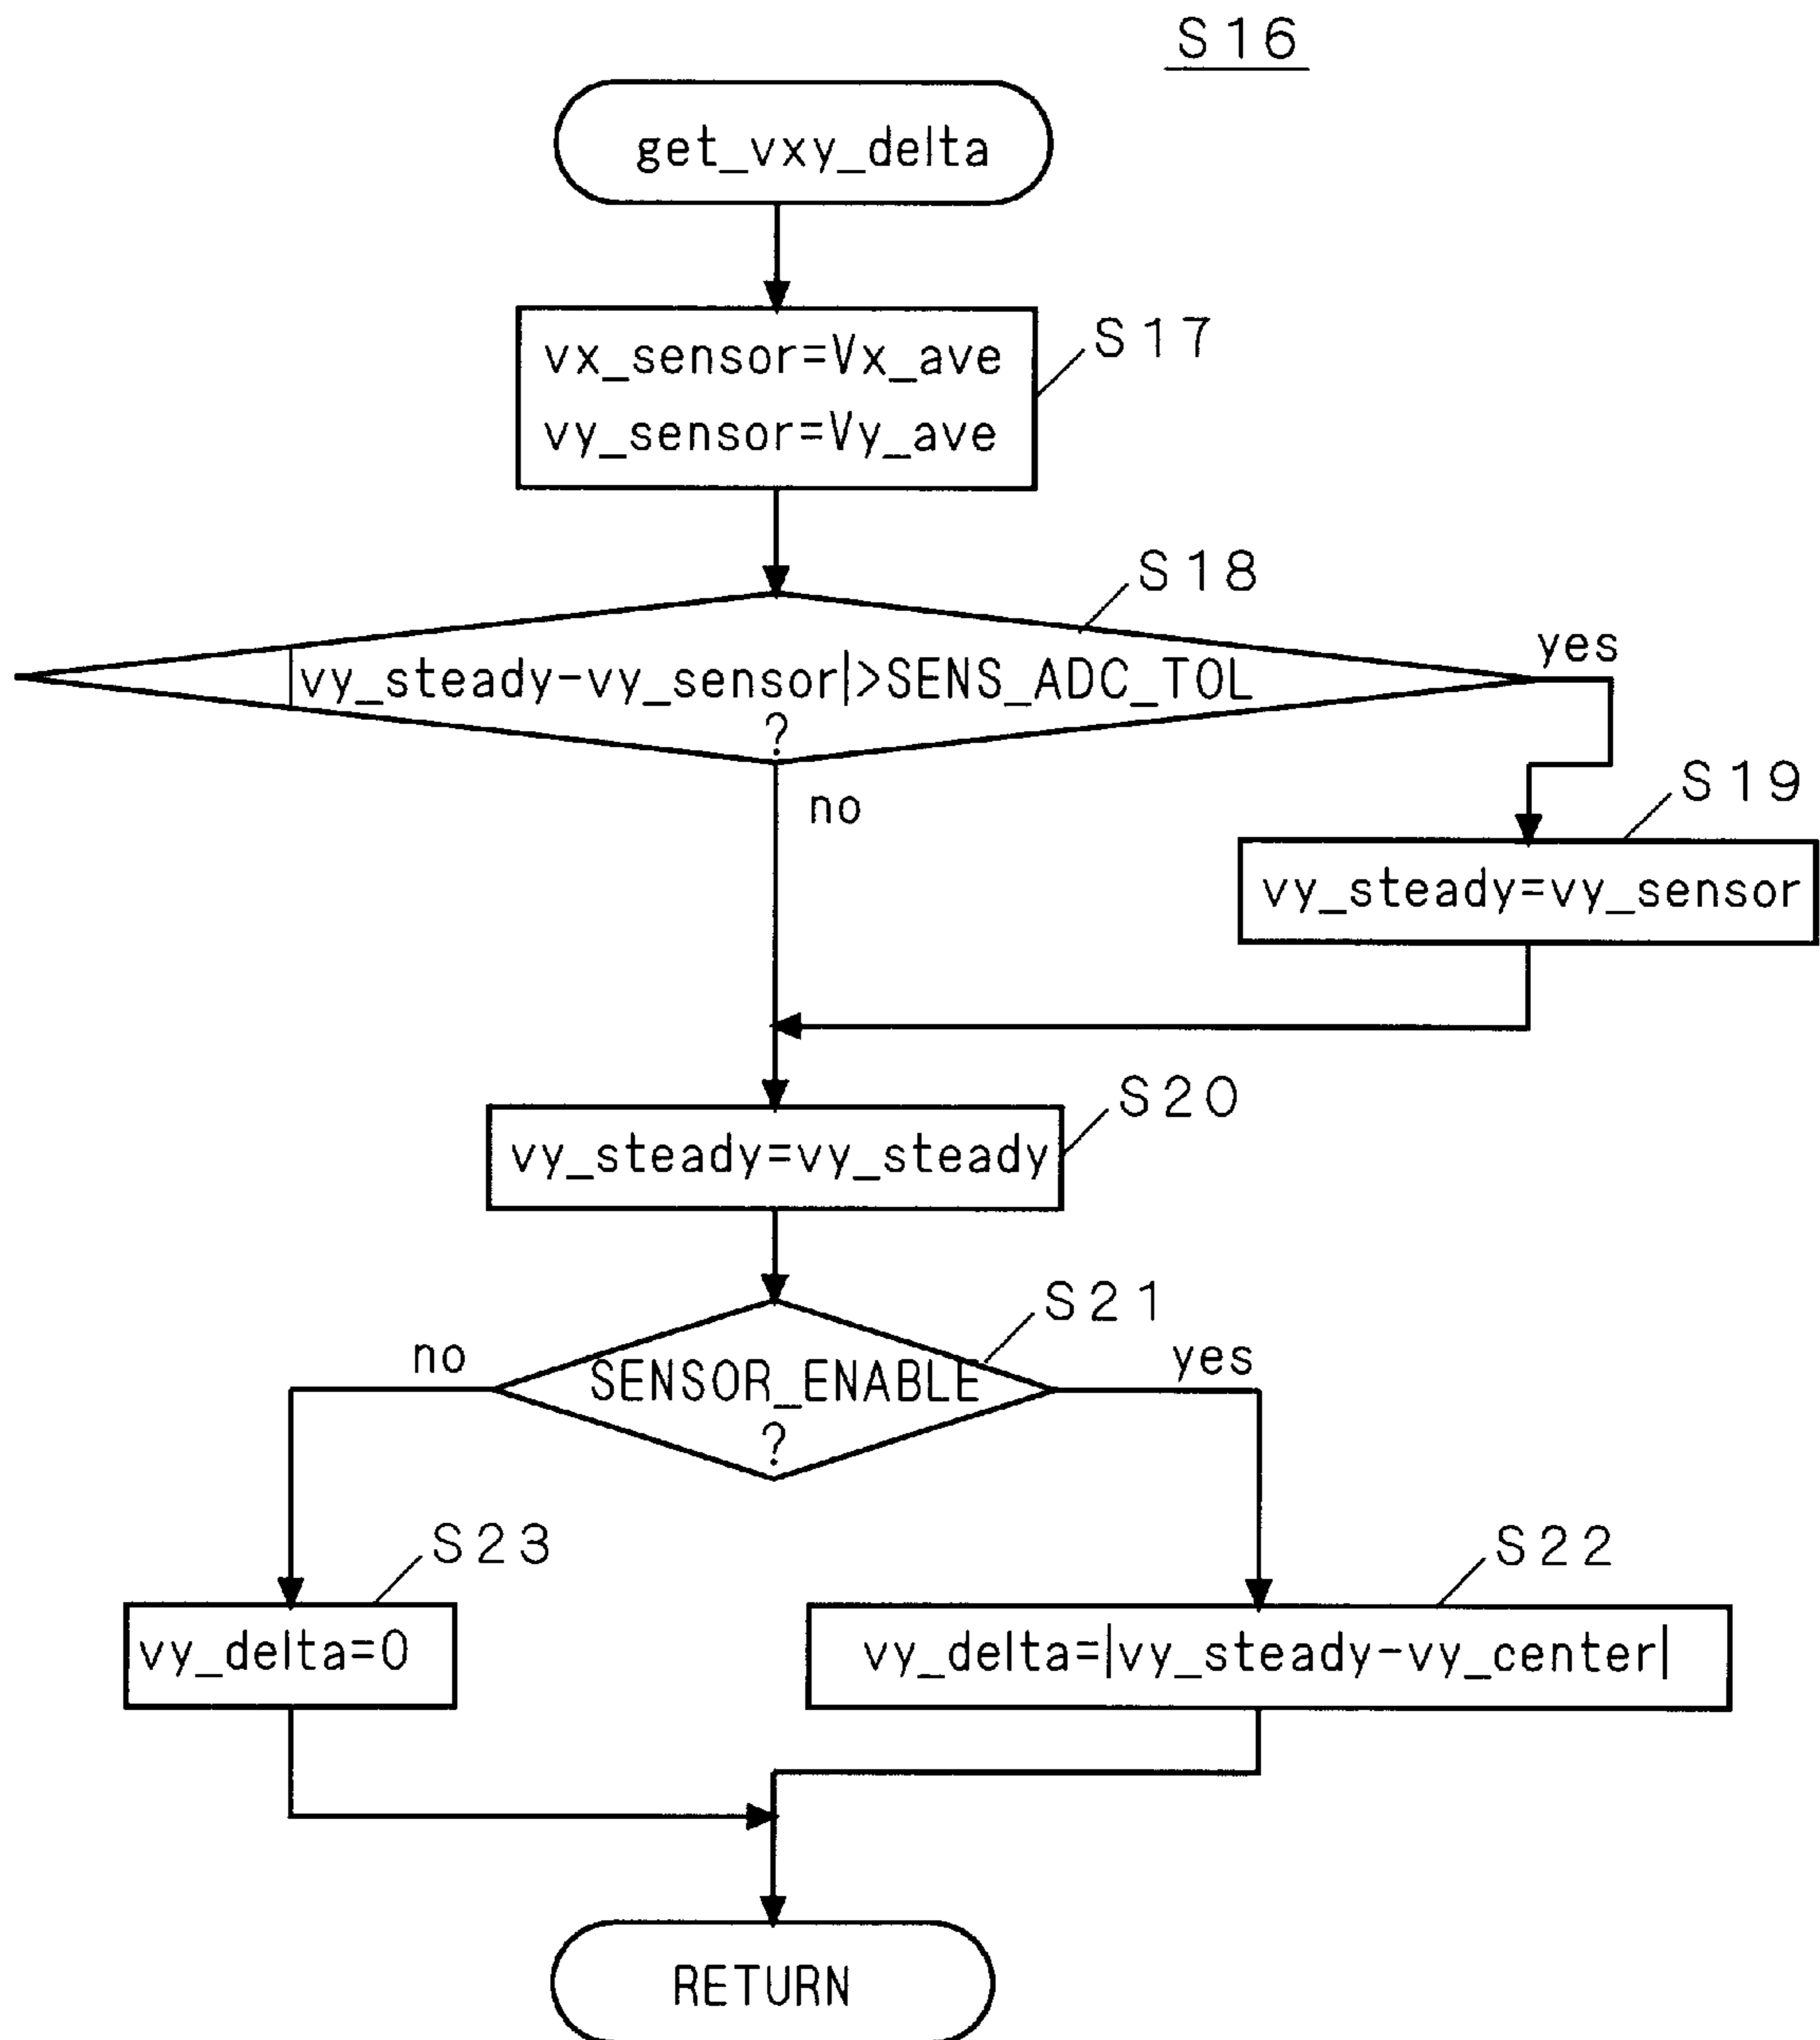 S16
get_vxy_delta
vx_sensor=Vx_ave
vy_sensor=Vy_ave
S17
S18
|vy_steady-vy_sensor|>SENS_ADC_TOL
?
yes
no
S19
vy_steady=vy_sensor
S20
vy_steady=vy_steady
S21
no
SENSOR_ENABLE
?
yes
S23
S22
vy_delta=0
vy_delta=|vy_steady-vy_center|
RETURN